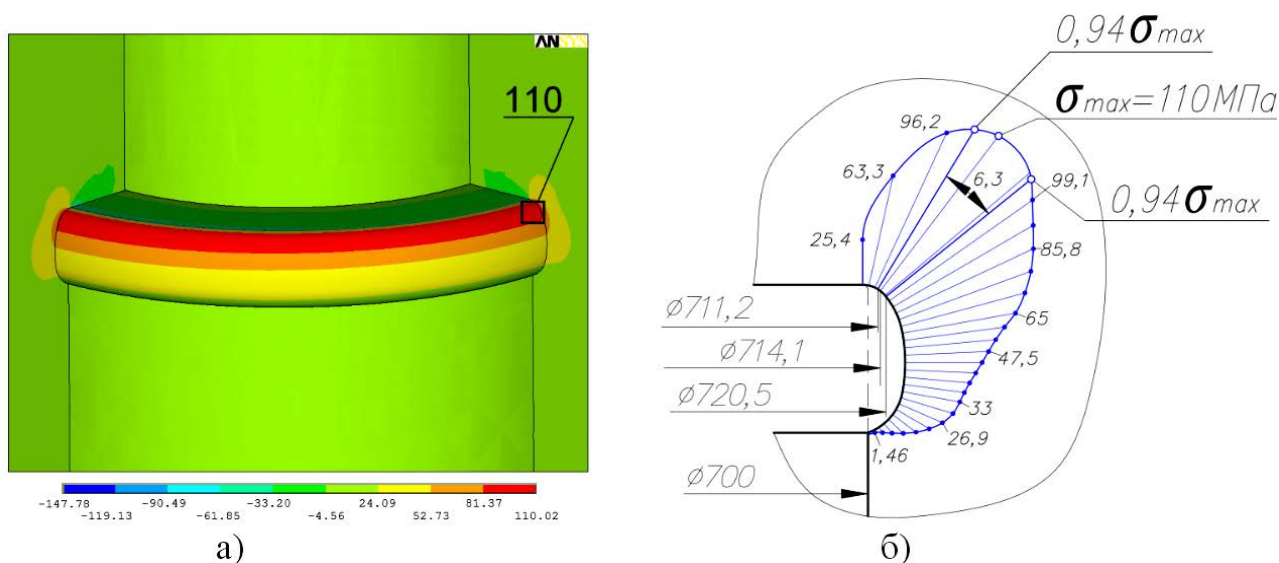 ΛN
110
-147.78 -90.49 -33.20 24.09 81.37
-119.13 -61.85 -4.56 52.73 110.02
а)
0,94σmax
σmax=110МПа
96,2
63,3
6,3
99,1
0,94σmax
25,4
85,8
ø711,2
65
ø714,1
47,5
ø720,5
33
26,9
1,46
ø700
б)